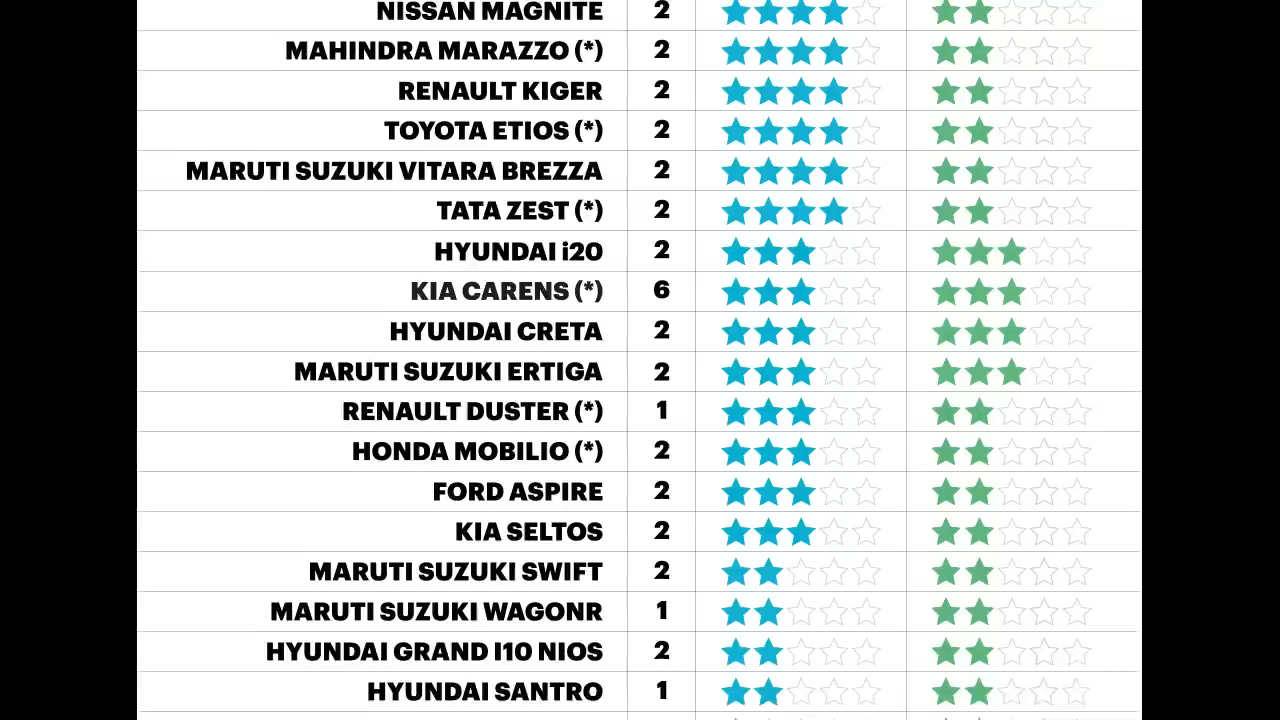 NISSAN MAGNITE 2
MAHINDRA MARAZZO (*) 2
RENAULT KIGER 2
TOYOTA ETIOS (*) 2
MARUTI SUZUKI VITARA BREZZA 2
TATA ZEST (*) 2
HYUNDAI i20 2
KIA CARENS (*) 6
HYUNDAI CRETA 2
MARUTI SUZUKI ERTIGA 2
RENAULT DUSTER (*) 1
HONDA MOBILIO (*) 2
FORD ASPIRE 2
KIA SELTOS 2
MARUTI SUZUKI SWIFT 2
MARUTI SUZUKI WAGONR 1
HYUNDAI GRAND I10 NIOS 2
HYUNDAI SANTRO 1